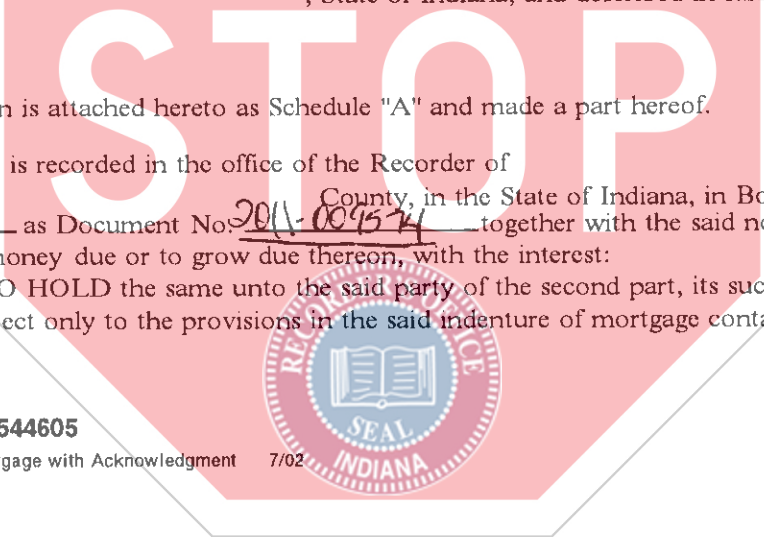 , State of Indiana, and
STOP
n is attached hereto as Schedule "A" and made a part hereof.
is recorded in the office of the Recorder of
County, in the State of Indiana, in Bo
as Document No. 2011-009574 together with the said no
noney due or to grow due thereon, with the interest:
O HOLD the same unto the said party of the second part, its suc
ect only to the provisions in the said indenture of mortgage conta
SEAL
INDIANA
544605
gage with Acknowledgment 7/02